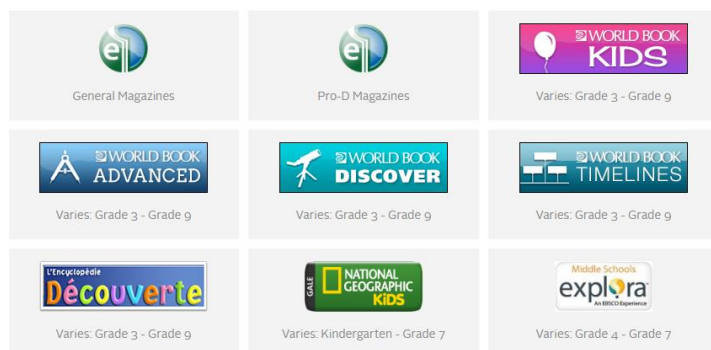 e
General Magazines
e
Pro-D Magazines
WORLD BOOK
KIDS
Varies: Grade 3 - Grade 9
WORLD BOOK
ADVANCED
Varies: Grade 3 - Grade 9
WORLD BOOK
DISCOVER
Varies: Grade 3 - Grade 9
WORLD BOOK
TIMELINES
Varies: Grade 3 - Grade 9
L'Encyclopédie
Découverte
Varies: Grade 3 - Grade 9
GALE
NATIONAL
GEOGRAPHIC
KiDS
Varies: Kindergarten - Grade 7
Middle Schools
explora
An EBSCO Experience
Varies: Grade 4 - Grade 7